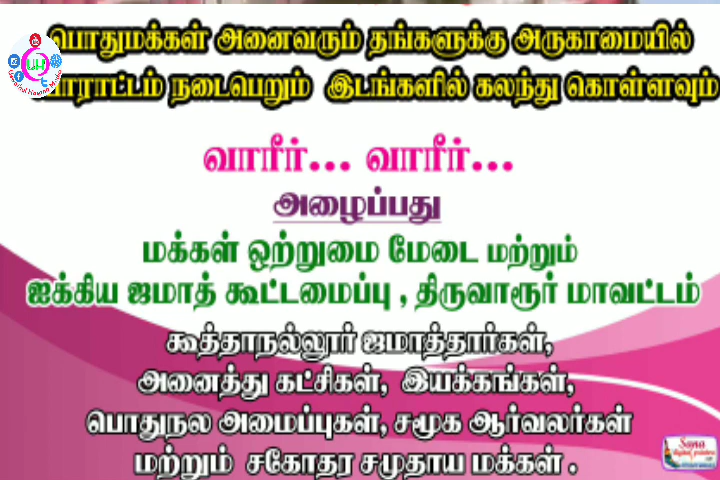 பொதுமக்கள் அனைவரும் தங்களுக்கு அருகாமையில்
நடைபெறும் இடங்களில் கலந்து கொள்ளவும்
வாரீர்... வாரீர்...
அழைப்பது
மக்கள் ஒற்றுமை மேடை மற்றும்
ஐக்கிய ஜமாத் கூட்டமைப்பு , திருவாரூர் மாவட்டம்
கூத்தாநல்லூர் ஜமாத்தார்கள்,
அனைத்து கட்சிகள், இயக்கங்கள்,
பொதுநல அமைப்புகள், சமூக ஆர்வலர்கள்
மற்றும் சகோதர சமுதாய மக்கள் .
Sana